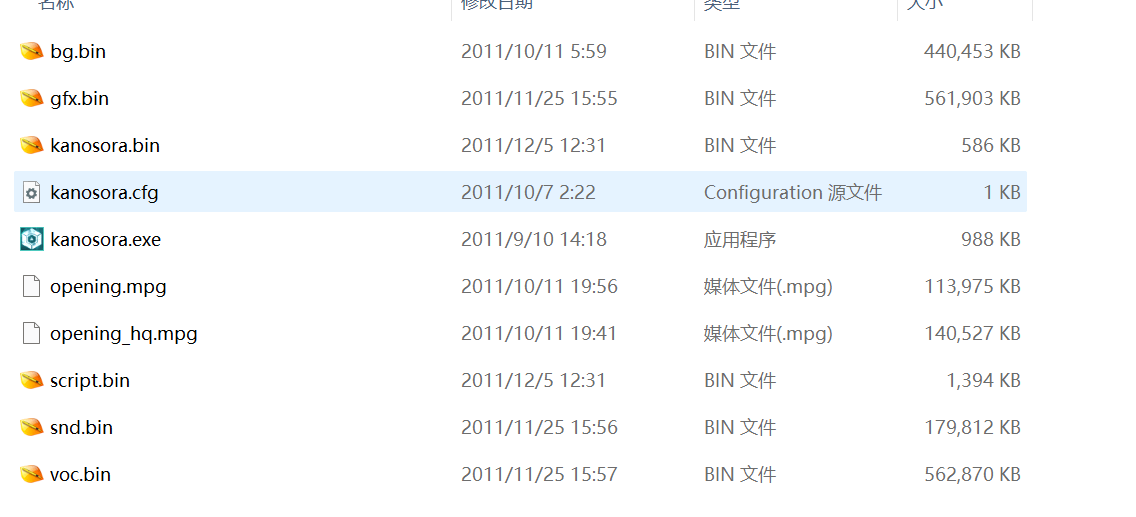 名称 修改日期 类型 大小
bg.bin 2011/10/11 5:59 BIN 文件 440,453 KB
gfx.bin 2011/11/25 15:55 BIN 文件 561,903 KB
kanosora.bin 2011/12/5 12:31 BIN 文件 586 KB
kanosora.cfg 2011/10/7 2:22 Configuration 源文件 1 KB
kanosora.exe 2011/9/10 14:18 应用程序 988 KB
opening.mpg 2011/10/11 19:56 媒体文件(.mpg) 113,975 KB
opening_hq.mpg 2011/10/11 19:41 媒体文件(.mpg) 140,527 KB
script.bin 2011/12/5 12:31 BIN 文件 1,394 KB
snd.bin 2011/11/25 15:56 BIN 文件 179,812 KB
voc.bin 2011/11/25 15:57 BIN 文件 562,870 KB